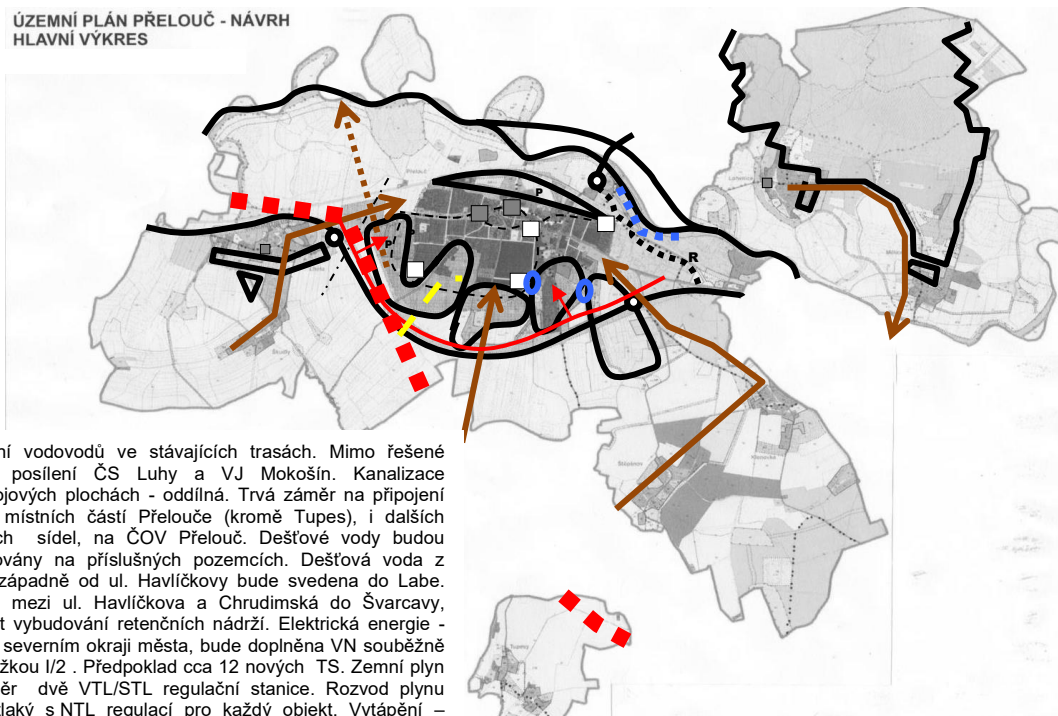 ÚZEMNÍ PLÁN PŘELOUČ - NÁVRH
HLAVNÍ VÝKRES
P
P
R
ní vodovodů ve stávajících trasách. Mimo řešené
posílení ČS Luhy a VJ Mokošín. Kanalizace
ojových plochách - oddílná. Trvá záměr na připojení
místních částí Přelouče (kromě Tupes), i dalších
ch sídel, na ČOV Přelouč. Dešťové vody budou
ovány na příslušných pozemcích. Dešťová voda z
západně od ul. Havlíčkovy bude svedena do Labe.
mezi ul. Havlíčkova a Chrudimská do Švarcavy,
t vybudování retenčních nádrží. Elektrická energie -
severním okraji města, bude doplněna VN souběžně
žkou I/2 . Předpoklad cca 12 nových TS. Zemní plyn
ěr dvě VTL/STL regulační stanice. Rozvod plynu
tlaký s NTL regulací pro každý objekt. Vytápění –